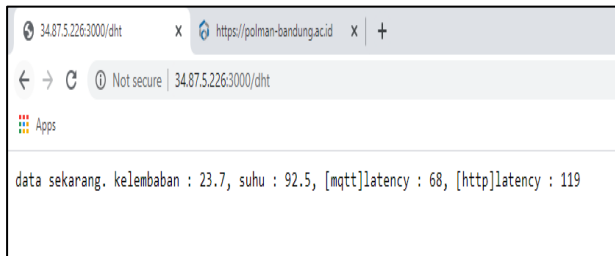 34.87.5.226:3000/dht
https://polman-bandung.ac.id
Not secure | 34.87.5.226:3000/dht
Apps
data sekarang. kelembaban : 23.7, suhu : 92.5, [mqtt]latency : 68, [http]latency : 119